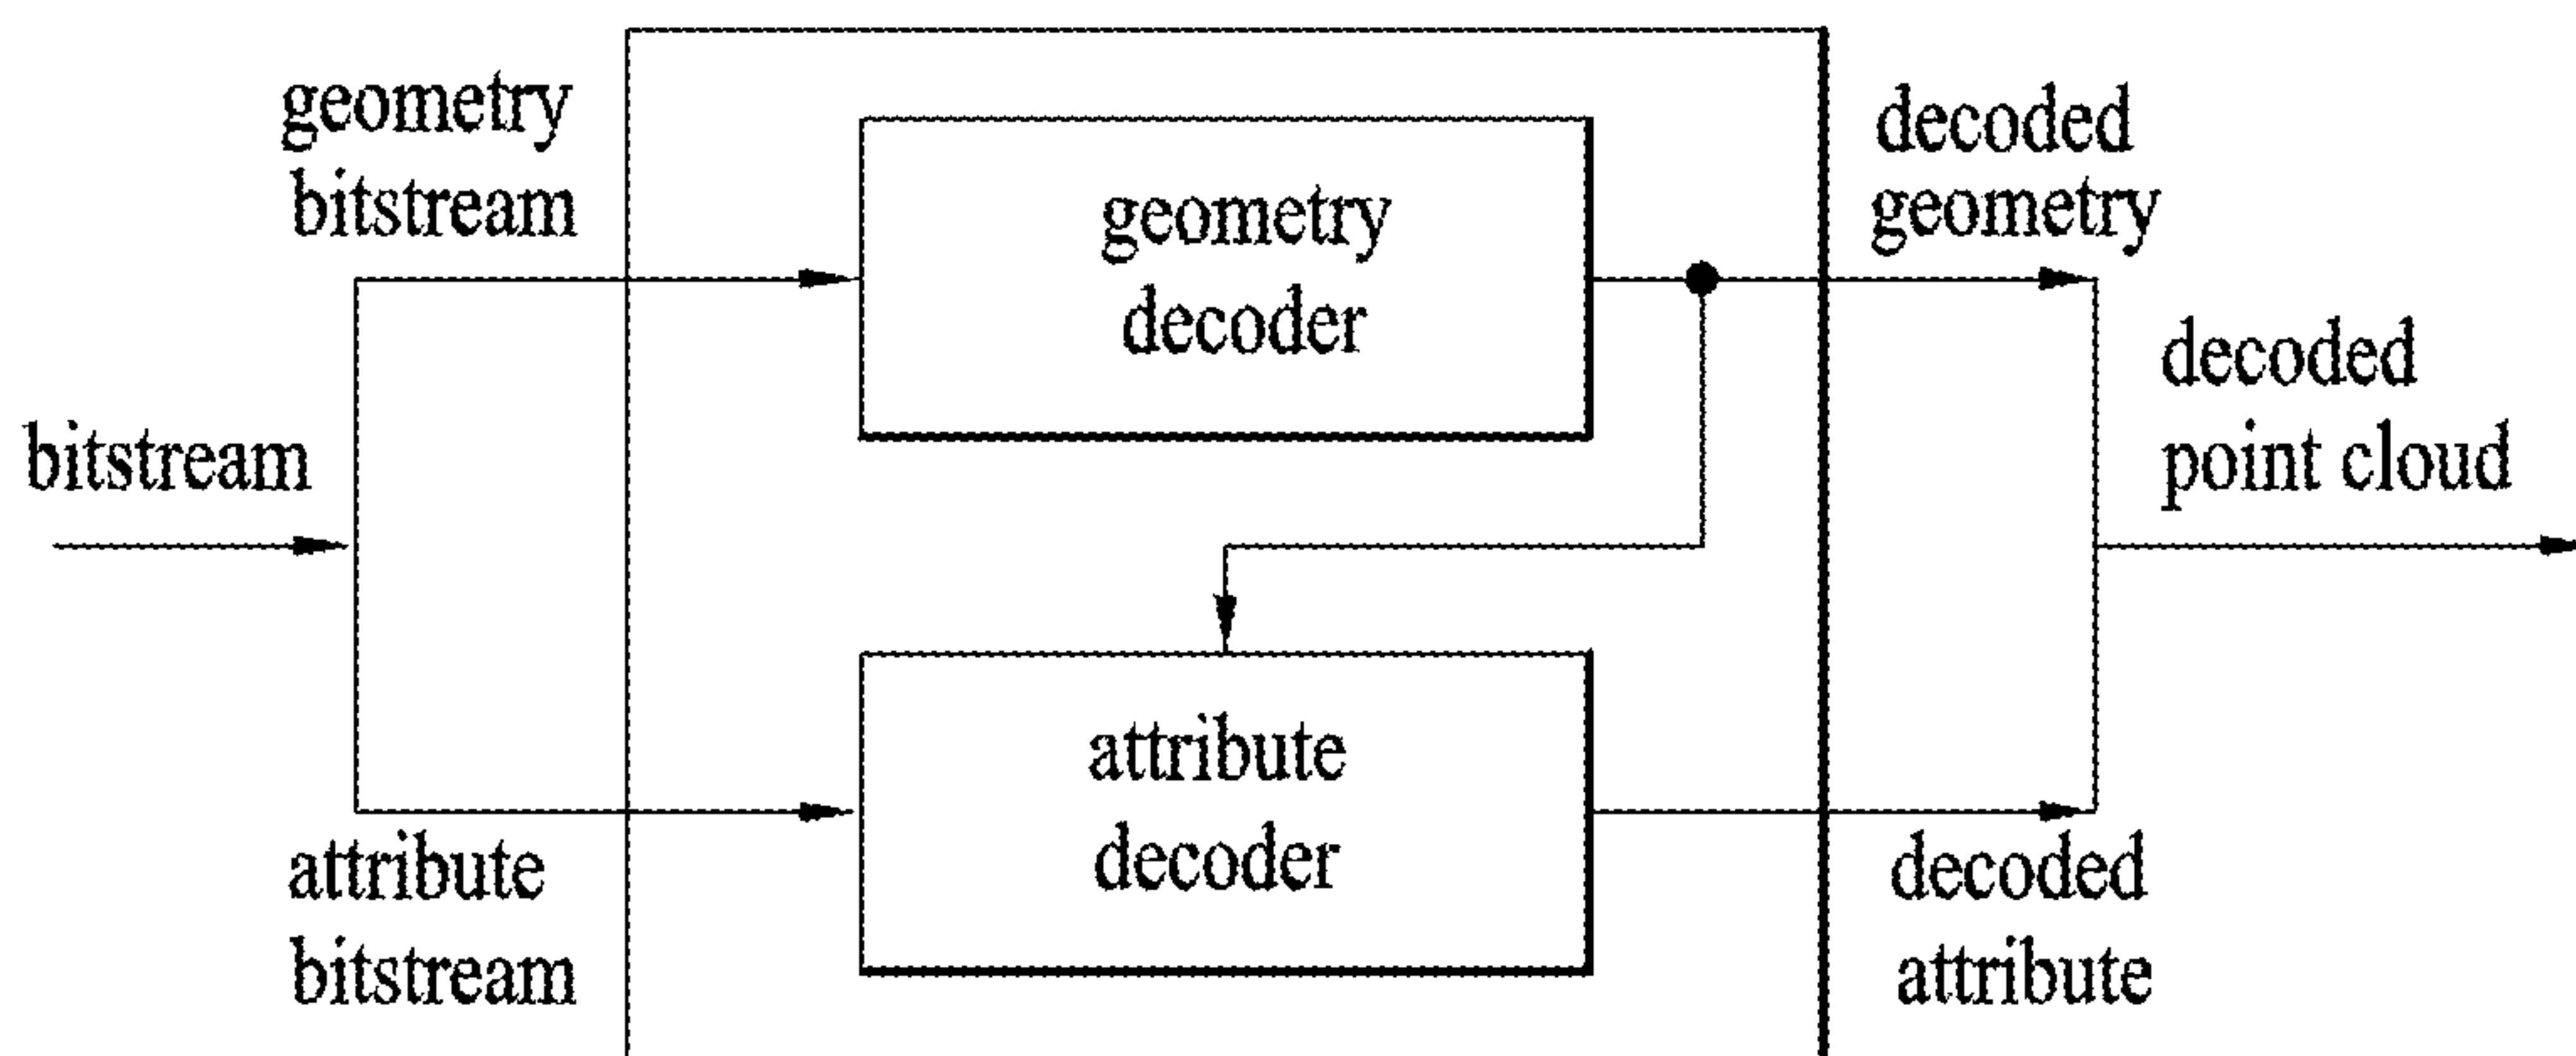 geometry
bitstream
bitstream
attribute
bitstream
geometry
decoder
attribute
decoder
decoded
geometry
decoded
point cloud
decoded
attribute